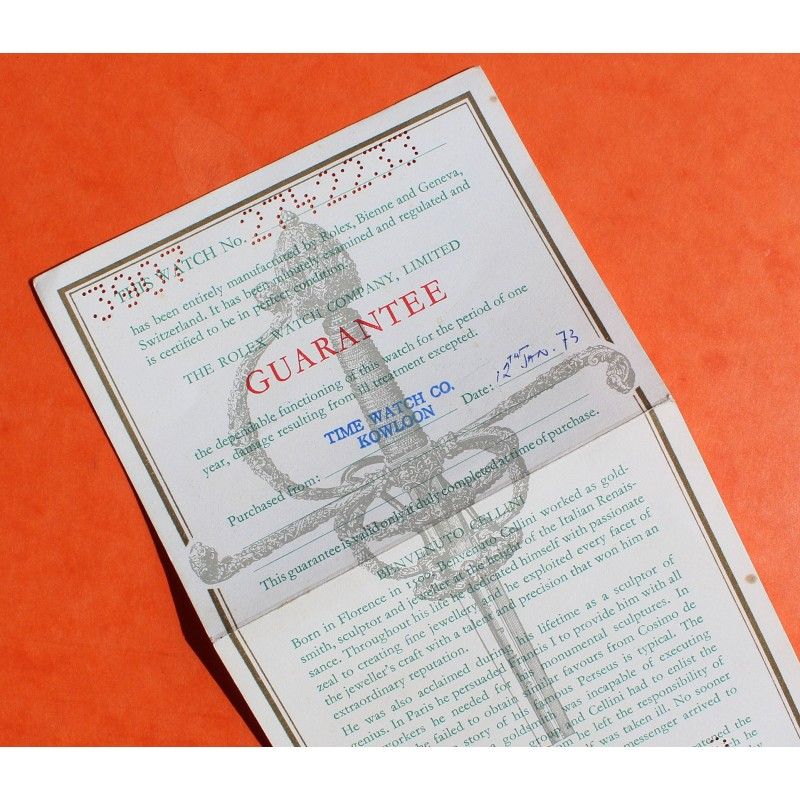 THIS WATCH No. 2742233
has been entirely manufactured by Rolex, Bienne and Geneva,
Switzerland. It has been minutely examined and regulated and
is certified to be in perfect condition.
THE ROLEX WATCH COMPANY, LIMITED
GUARANTEE
the dependable functioning of this watch for the period of one
year, damage resulting from ill treatment excepted.
TIME WATCH CO.
KOWLOON
Date: 12TH JAN. 73
Purchased from:
This guarantee is valid only if duly completed at time of purchase.
BENVENUTO CELLINI
Born in Florence in 1500, Benvenuto Cellini worked as gold-
smith, sculptor and jeweller at the height of the Italian Renais-
sance. Throughout his life he dedicated himself with passionate
zeal to creating fine jewellery and he exploited every facet of
the jeweller's craft with a talent and precision that won him an
extraordinary reputation.
He was also acclaimed during his lifetime as a sculptor of
genius. In Paris he persuaded Francis I to provide him with all
workers he needed for his monumental sculptures. In
he failed to obtain similar favours from Cosimo de
story of his famous Perseus is typical. The
a goldsmith was incapable of executing
group and Cellini had to enlist the
he left the responsibility of
self was taken ill. No sooner
messenger arrived to
threatened the
he